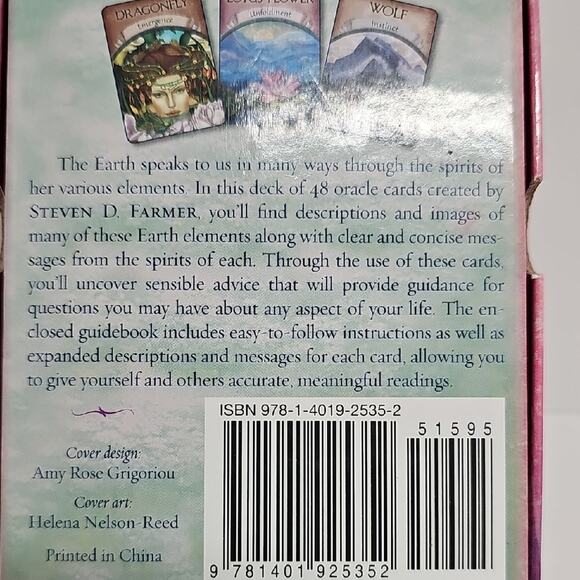 DRAGONFLY
Emergence
LOTUS FLOWER
Unfoldment
WOLF
Instinct
The Earth speaks to us in many ways through the spirits of
her various elements. In this deck of 48 oracle cards created by
STEVEN D. FARMER, you'll find descriptions and images of
many of these Earth elements along with clear and concise mes-
sages from the spirits of each. Through the use of these cards,
you'll uncover sensible advice that will provide guidance for
questions you may have about any aspect of your life. The en-
closed guidebook includes easy-to-follow instructions as well as
expanded descriptions and messages for each card, allowing you
to give yourself and others accurate, meaningful readings.
Cover design:
Amy Rose Grigoriou
Cover art:
Helena Nelson-Reed
Printed in China
ISBN 978-1-4019-2535-2
51595
9 781401 925352